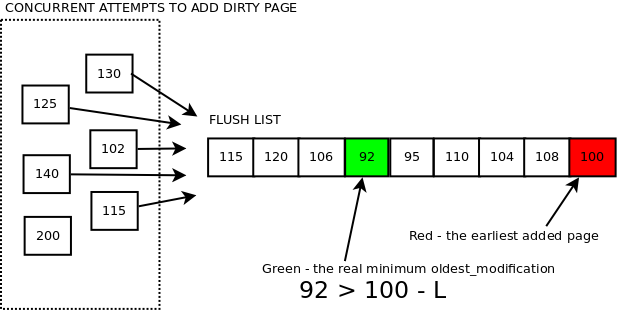 CONCURRENT ATTEMPTS TO ADD DIRTY PAGE
130
125
102
140
115
200
FLUSH LIST
115 120 106 92 95 110 104 108 100
Red - the earliest added page
Green - the real minimum oldest_modification
92 > 100 - L